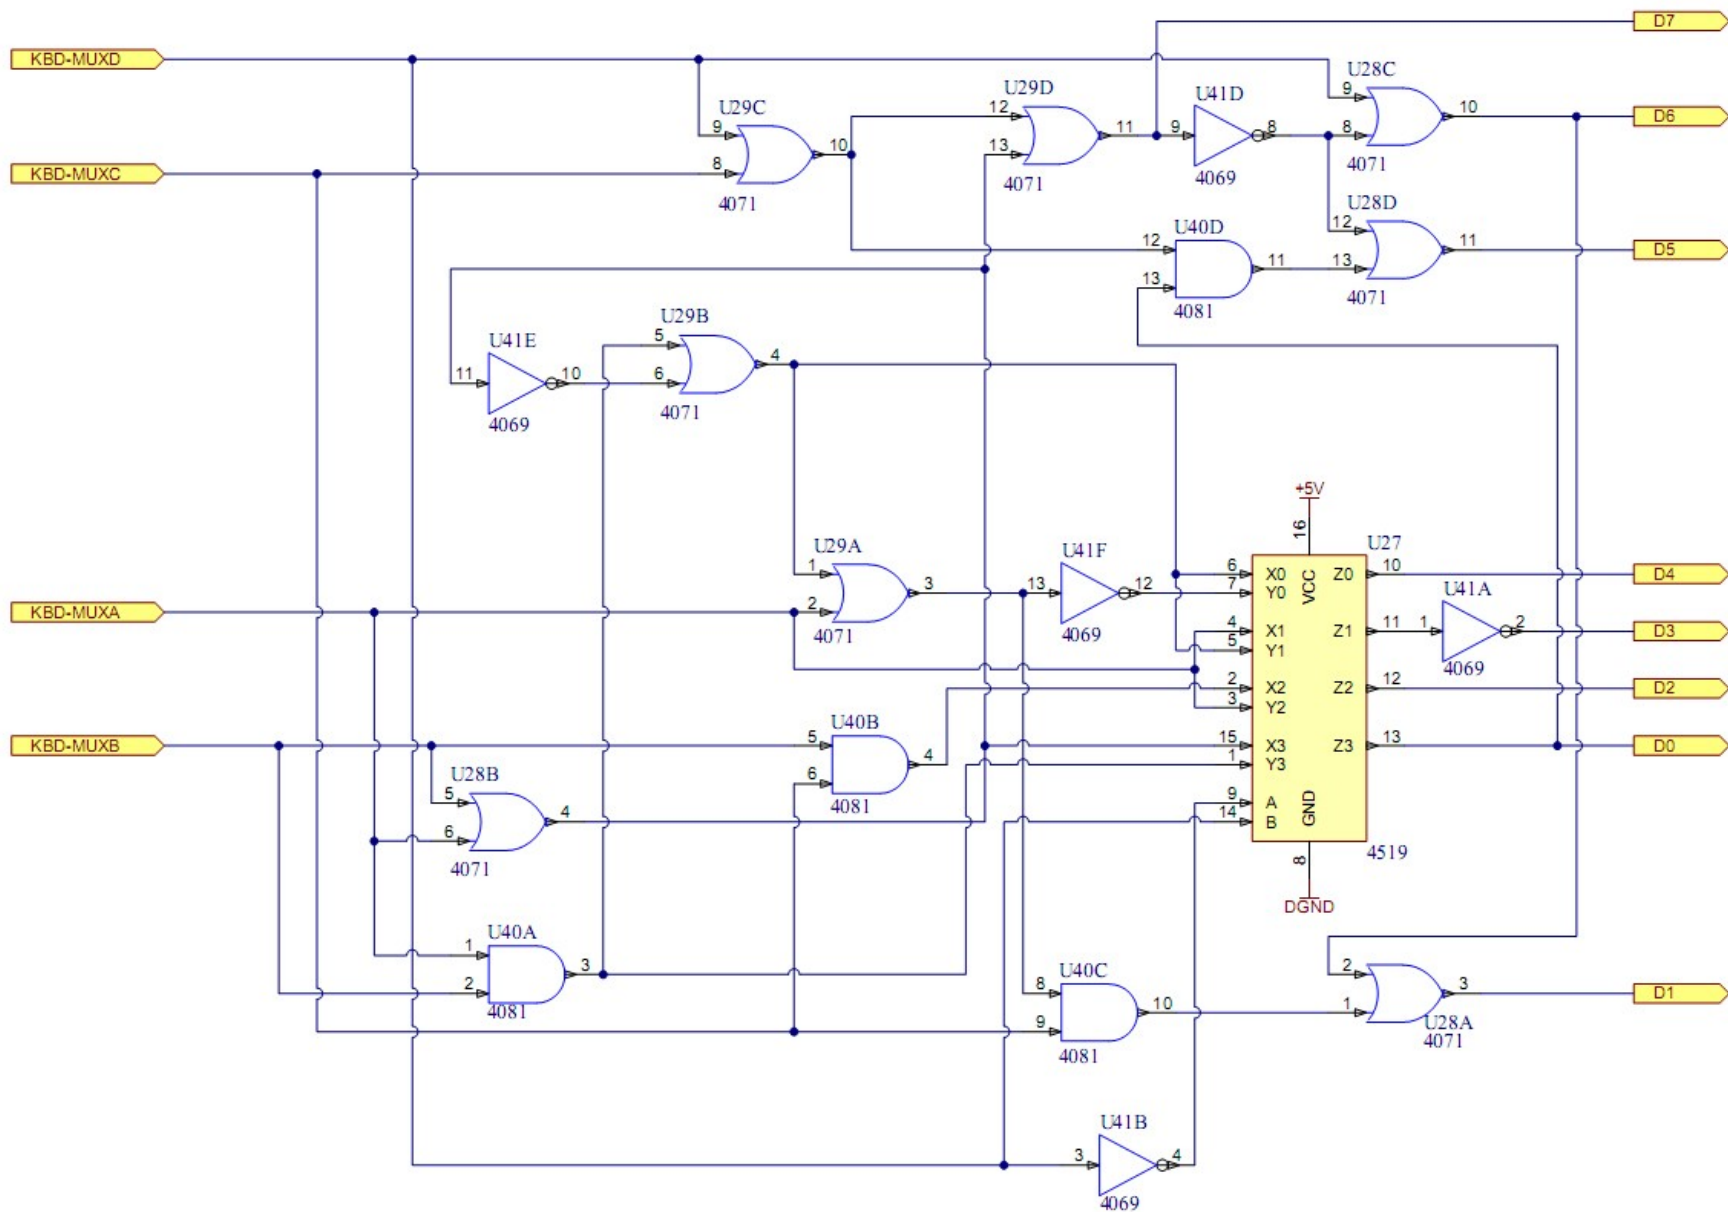 D7
KBD-MUXD
U28C
9
10
D6
8
4071
U29C
9
10
8
4071
U29D
12
11
13
4071
U41D
9
8
4069
KBD-MUXC
U28D
12
11
D5
13
4071
U40D
12
11
13
4081
U29B
5
4
6
4071
U41E
11
10
4069
+5V
16
U27
U29A
1
3
2
4071
U41F
13
12
4069
6 X0 VCC Z0 10
D4
7 Y0
U41A
1
2
4069
KBD-MUXA
4 X1 Z1 11
D3
5 Y1
2 X2 Z2 12
D2
3 Y2
KBD-MUXB
U40B
5
4
6
4081
15 X3 Z3 13
D0
1 Y3
U28B
5
4
6
4071
9 A GND
14 B
4519
8
DGND
U40A
1
3
2
4081
U40C
8
10
9
4081
2
3
1
D1
U28A
4071
U41B
3
4
4069